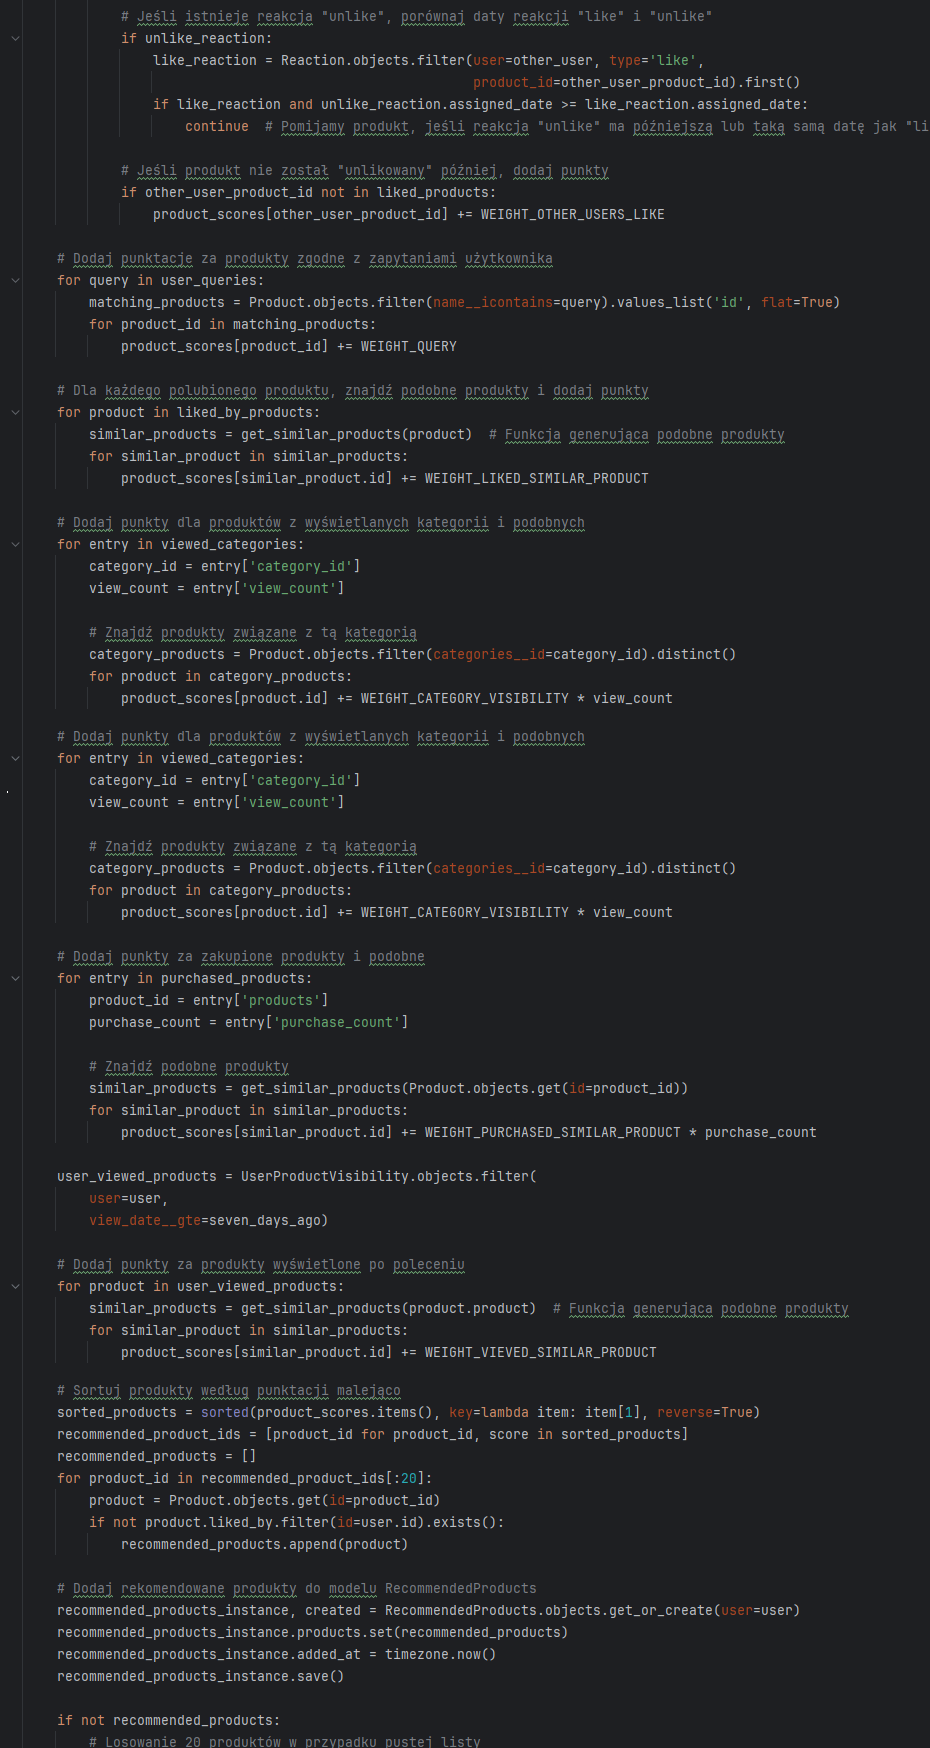 # Jeśli istnieje reakcja "unlike", porównaj daty reakcji "like" i "unlike"
if unlike_reaction:
like_reaction = Reaction.objects.filter(user=other_user, type='like',
product_id=other_user_product_id).first()
if like_reaction and unlike_reaction.assigned_date >= like_reaction.assigned_date:
continue  # Pomijamy produkt, jeśli reakcja "unlike" ma późniejszą lub taką samą datę jak "li
# Jeśli produkt nie został "unlikowany" później, dodaj punkty
if other_user_product_id not in liked_products:
product_scores[other_user_product_id] += WEIGHT_OTHER_USERS_LIKE
# Dodaj punktacje za produkty zgodne z zapytaniami użytkownika
for query in user_queries:
matching_products = Product.objects.filter(name__icontains=query).values_list('id', flat=True)
for product_id in matching_products:
product_scores[product_id] += WEIGHT_QUERY
# Dla każdego polubionego produktu, znajdź podobne produkty i dodaj punkty
for product in liked_by_products:
similar_products = get_similar_products(product)  # Funkcja generująca podobne produkty
for similar_product in similar_products:
product_scores[similar_product.id] += WEIGHT_LIKED_SIMILAR_PRODUCT
# Dodaj punkty dla produktów z wyświetlanych kategorii i podobnych
for entry in viewed_categories:
category_id = entry['category_id']
view_count = entry['view_count']
# Znajdź produkty związane z tą kategorią
category_products = Product.objects.filter(categories__id=category_id).distinct()
for product in category_products:
product_scores[product.id] += WEIGHT_CATEGORY_VISIBILITY * view_count
# Dodaj punkty dla produktów z wyświetlanych kategorii i podobnych
for entry in viewed_categories:
category_id = entry['category_id']
view_count = entry['view_count']
# Znajdź produkty związane z tą kategorią
category_products = Product.objects.filter(categories__id=category_id).distinct()
for product in category_products:
product_scores[product.id] += WEIGHT_CATEGORY_VISIBILITY * view_count
# Dodaj punkty za zakupione produkty i podobne
for entry in purchased_products:
product_id = entry['products']
purchase_count = entry['purchase_count']
# Znajdź podobne produkty
similar_products = get_similar_products(Product.objects.get(id=product_id))
for similar_product in similar_products:
product_scores[similar_product.id] += WEIGHT_PURCHASED_SIMILAR_PRODUCT * purchase_count
user_viewed_products = UserProductVisibility.objects.filter(
user=user,
view_date__gte=seven_days_ago)
# Dodaj punkty za produkty wyświetlone po poleceniu
for product in user_viewed_products:
similar_products = get_similar_products(product.product)  # Funkcja generująca podobne produkty
for similar_product in similar_products:
product_scores[similar_product.id] += WEIGHT_VIEVED_SIMILAR_PRODUCT
# Sortuj produkty według punktacji malejąco
sorted_products = sorted(product_scores.items(), key=lambda item: item[1], reverse=True)
recommended_product_ids = [product_id for product_id, score in sorted_products]
recommended_products = []
for product_id in recommended_product_ids[:20]:
product = Product.objects.get(id=product_id)
if not product.liked_by.filter(id=user.id).exists():
recommended_products.append(product)
# Dodaj rekomendowane produkty do modelu RecommendedProducts
recommended_products_instance, created = RecommendedProducts.objects.get_or_create(user=user)
recommended_products_instance.products.set(recommended_products)
recommended_products_instance.added_at = timezone.now()
recommended_products_instance.save()
if not recommended_products:
# Losowanie 20 produktów w przypadku pustej listy